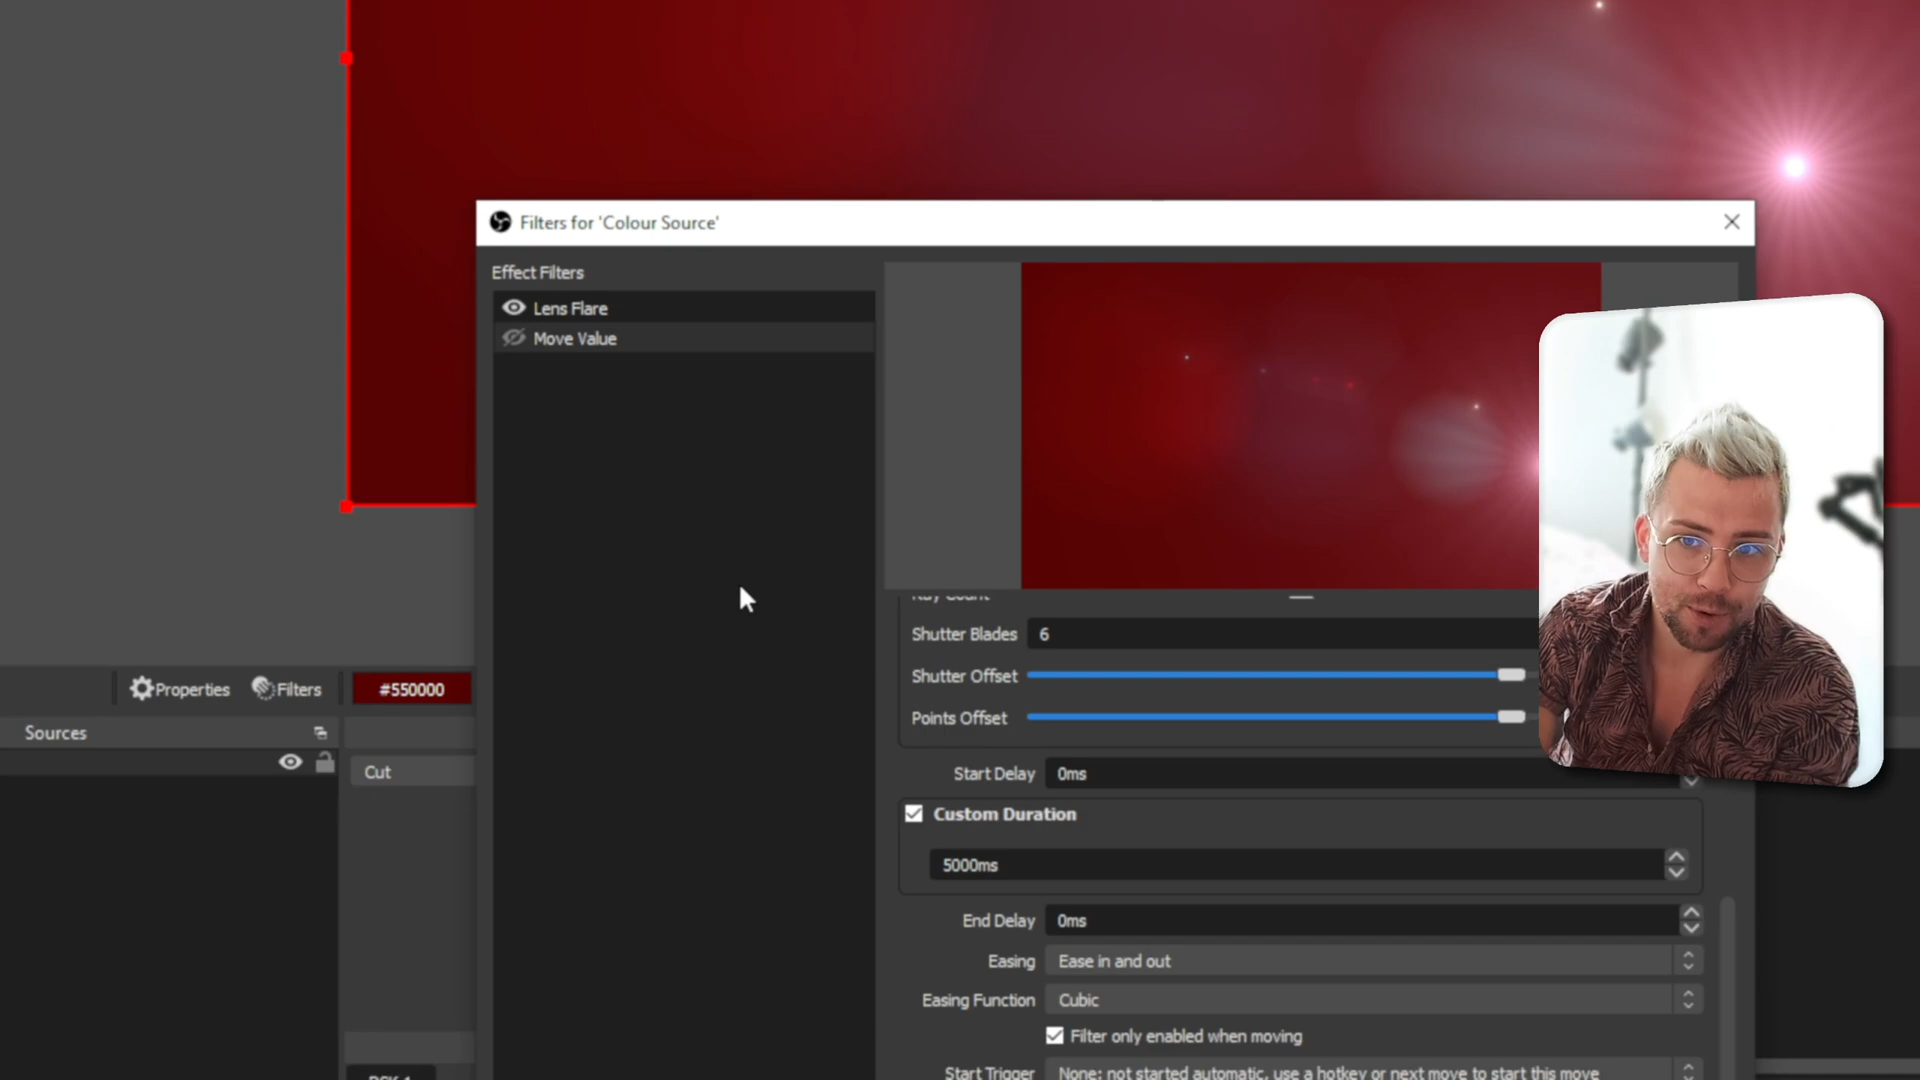 Filters for 'Colour Source'
Effect Filters
Lens Flare
Move Value
Shutter Blades 6
Shutter Offset
Properties Filters #550000
Points Offset
Sources
Cut
Start Delay 0ms
Custom Duration
5000ms
End Delay 0ms
Easing Ease in and out
Easing Function Cubic
Filter only enabled when moving
Start Trigger None; not started automatic, use a hotkey or next move to start this move